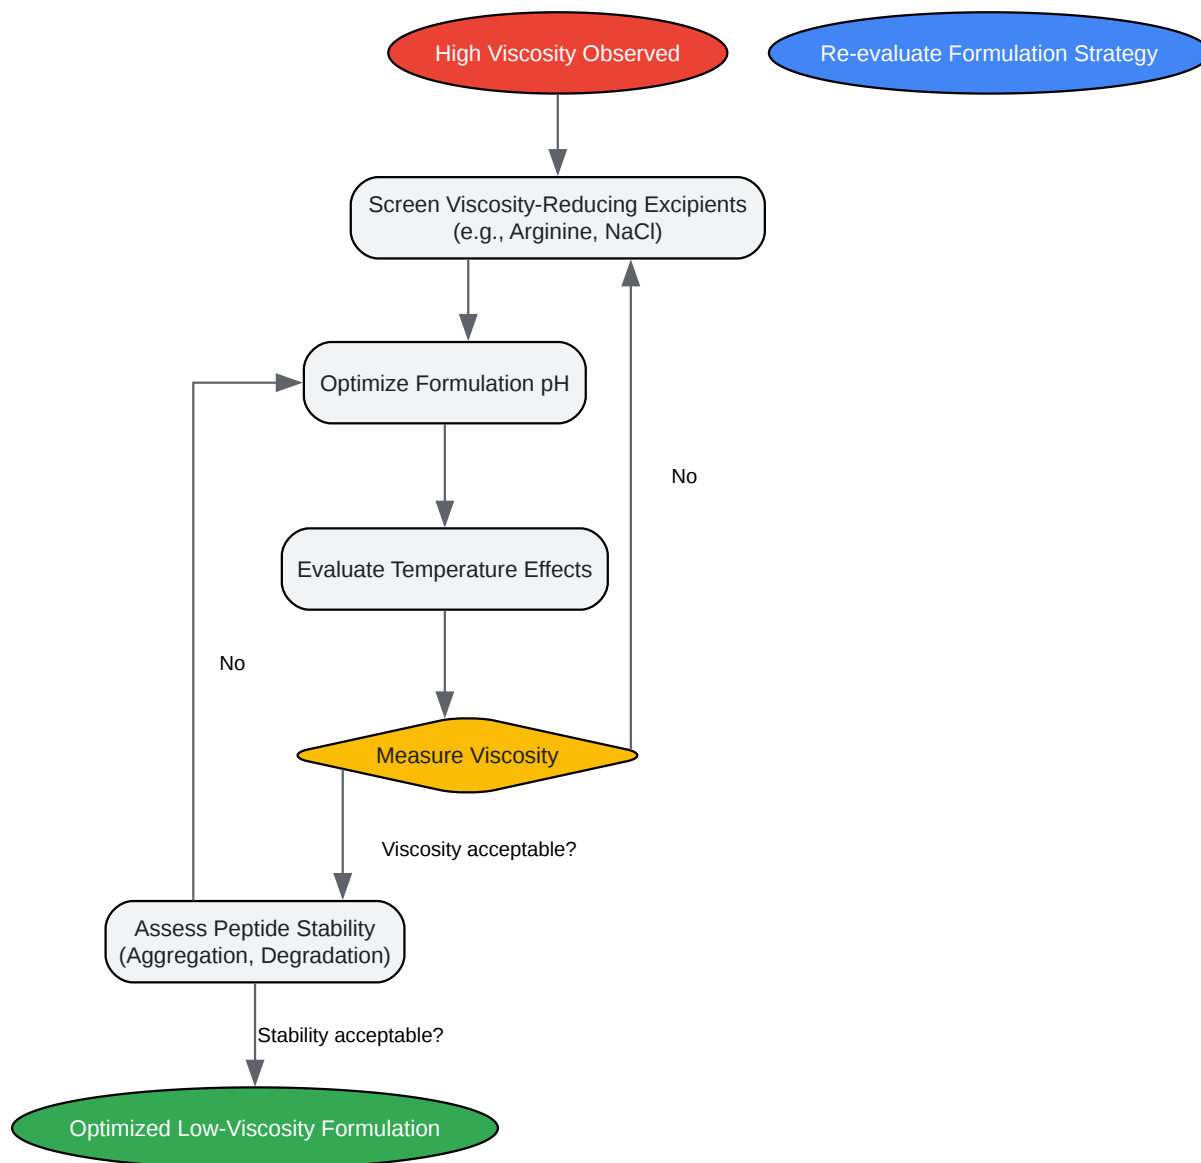 High Viscosity Observed
Re-evaluate Formulation Strategy
Screen Viscosity-Reducing Excipients
(e.g., Arginine, NaCl)
Optimize Formulation pH
No
Evaluate Temperature Effects
No
Measure Viscosity
Viscosity acceptable?
Assess Peptide Stability
(Aggregation, Degradation)
Stability acceptable?
Optimized Low-Viscosity Formulation